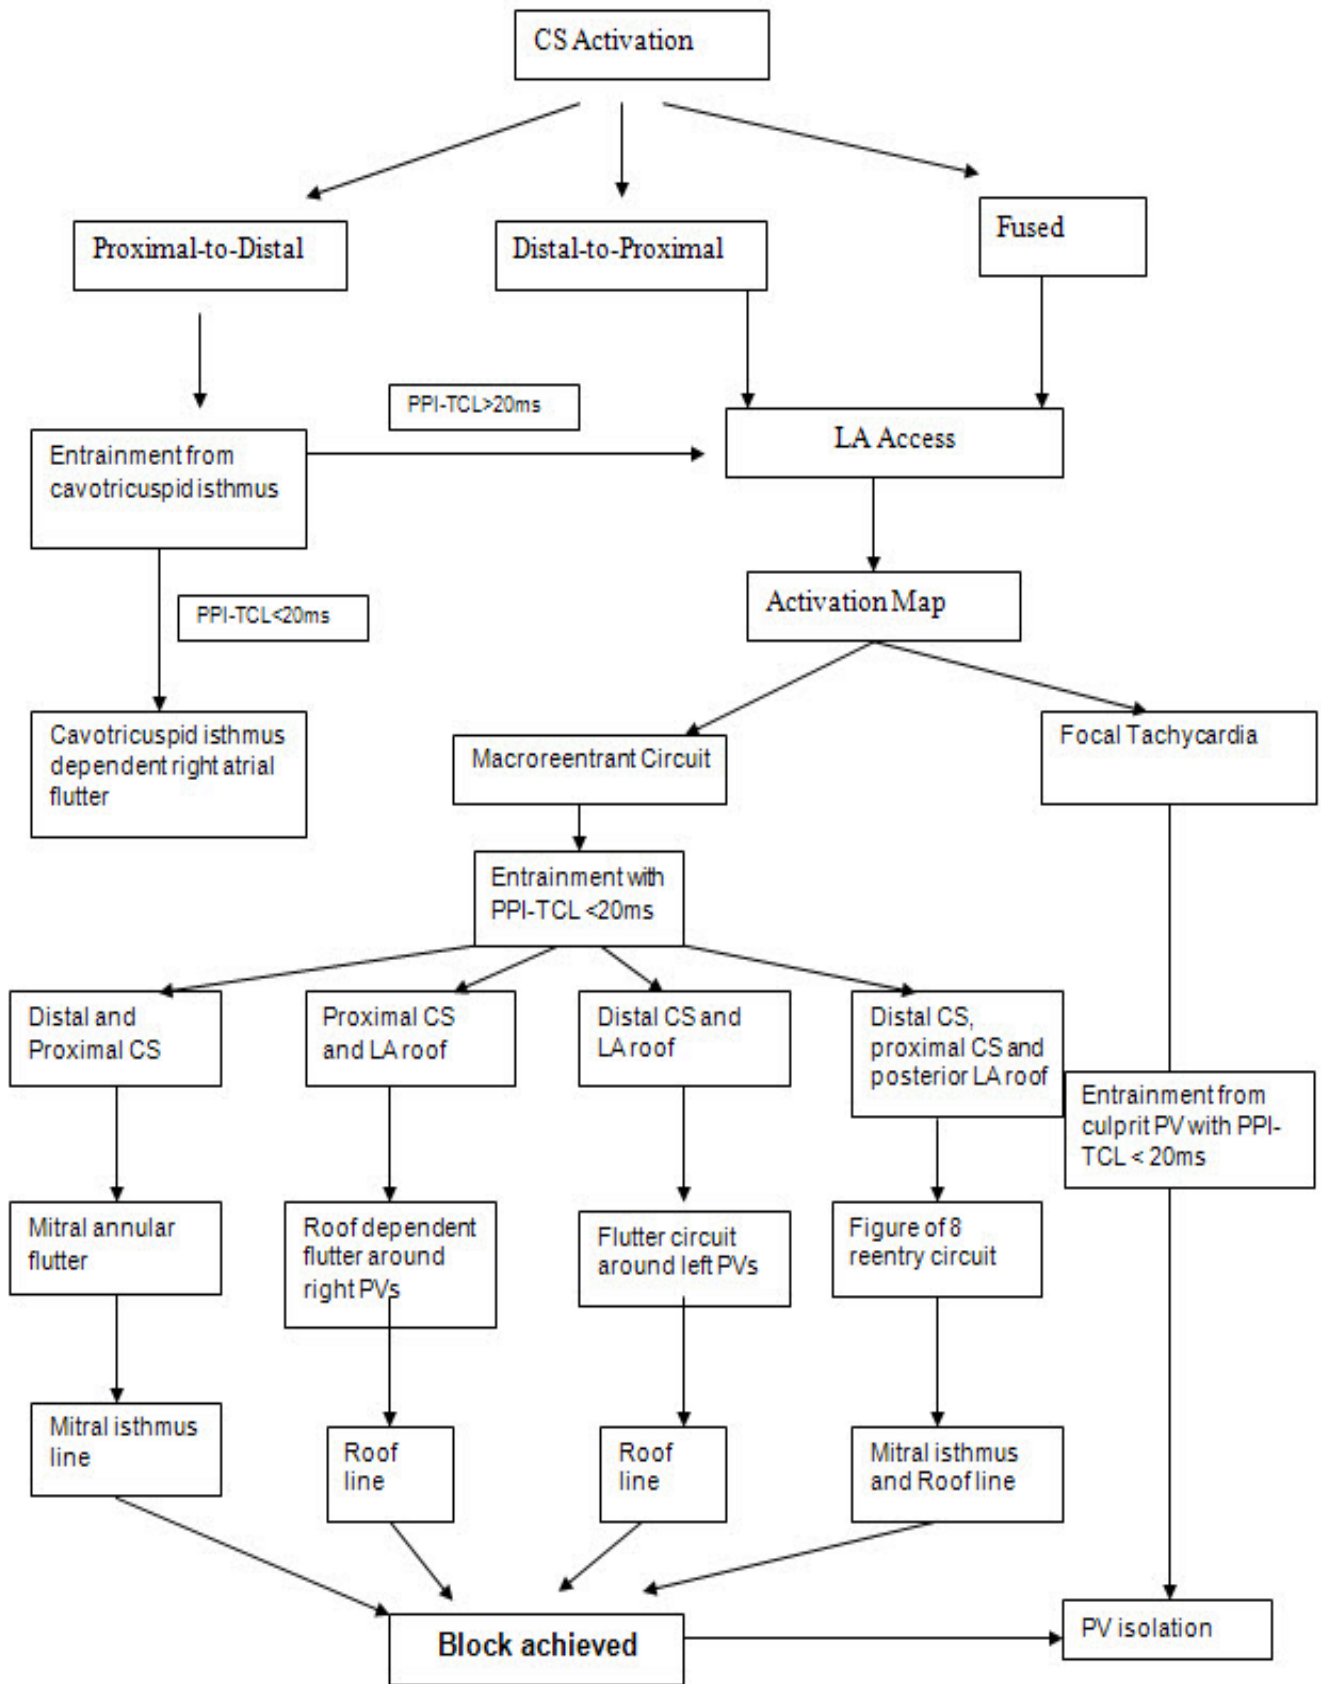 CS Activation
Proximal-to-Distal
Distal-to-Proximal
Fused
PPI-TCL>20ms
Entrainment from
cavotricuspid isthmus
LA Access
PPI-TCL<20ms
Activation Map
Cavotricuspid isthmus
dependent right atrial
flutter
Macroreentrant Circuit
Focal Tachycardia
Entrainment with
PPI-TCL <20ms
Distal and
Proximal CS
Proximal CS
and LA roof
Distal CS and
LA roof
Distal CS,
proximal CS and
posterior LA roof
Entrainment from
culprit PV with PPI-
TCL < 20ms
Mitral annular
flutter
Roof dependent
flutter around
right PVs
Flutter circuit
around left PVs
Figure of 8
reentry circuit
Mitral isthmus
line
Roof
line
Roof
line
Mitral isthmus
and Roof line
Block achieved
PV isolation